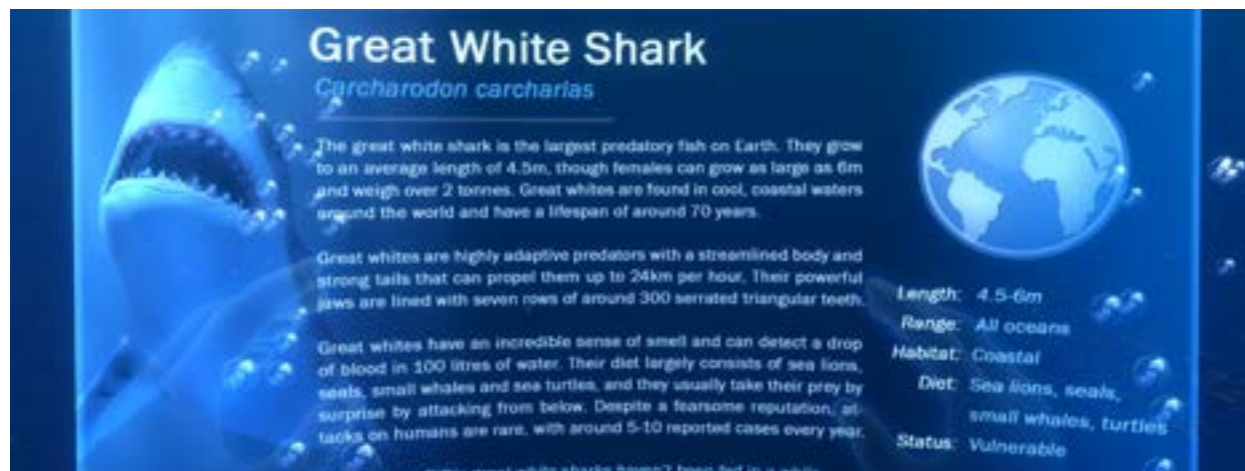 Great White Shark
Carcharodon carcharias
The great white shark is the largest predatory fish on Earth. They grow
to an average length of 4.5m, though females can grow as large as 6m
and weigh over 2 tonnes. Great whites are found in cool, coastal waters
around the world and have a lifespan of around 70 years.
Great whites are highly adaptive predators with a streamlined body and
strong tails that can propel them up to 24km per hour. Their powerful
jaws are lined with seven rows of around 300 serrated triangular teeth.
Great whites have an incredible sense of smell and can detect a drop
of blood in 100 litres of water. Their diet largely consists of sea lions,
seals, small whales and sea turtles, and they usually take their prey by
surprise by attacking from below. Despite a fearsome reputation, at-
tacks on humans are rare, with around 5-10 reported cases every year.
great white sharks haven't been fed in a while
Length: 4.5-6m
Range: All oceans
Habitat: Coastal
Diet: Sea lions, seals,
small whales, turtles
Status: Vulnerable